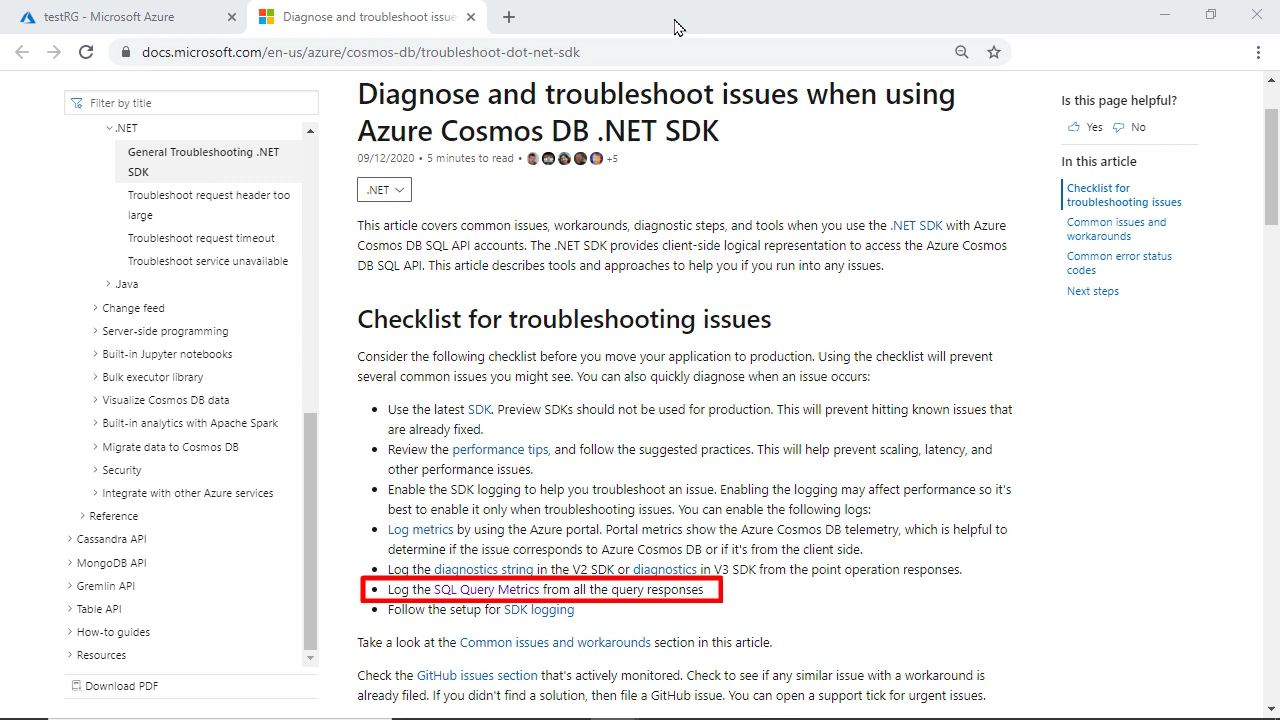 testRG - Microsoft Azure
Diagnose and troubleshoot issue
docs.microsoft.com/en-us/azure/cosmos-db/troubleshoot-dot-net-sdk
Filter by title
.NET
General Troubleshooting .NET
SDK
Troubleshoot request header too
large
Troubleshoot request timeout
Troubleshoot service unavailable
Java
Change feed
Server-side programming
Built-in Jupyter notebooks
Bulk executor library
Visualize Cosmos DB data
Built-in analytics with Apache Spark
Migrate data to Cosmos DB
Security
Integrate with other Azure services
Reference
Cassandra API
MongoDB API
Gremlin API
Table API
How-to guides
Resources
Download PDF
Diagnose and troubleshoot issues when using
Azure Cosmos DB .NET SDK
09/12/2020 • 5 minutes to read • +5
.NET
This article covers common issues, workarounds, diagnostic steps, and tools when you use the .NET SDK with Azure
Cosmos DB SQL API accounts. The .NET SDK provides client-side logical representation to access the Azure Cosmos
DB SQL API. This article describes tools and approaches to help you if you run into any issues.
Checklist for troubleshooting issues
Consider the following checklist before you move your application to production. Using the checklist will prevent
several common issues you might see. You can also quickly diagnose when an issue occurs:
• Use the latest SDK. Preview SDKs should not be used for production. This will prevent hitting known issues that
are already fixed.
• Review the performance tips, and follow the suggested practices. This will help prevent scaling, latency, and
other performance issues.
• Enable the SDK logging to help you troubleshoot an issue. Enabling the logging may affect performance so it's
best to enable it only when troubleshooting issues. You can enable the following logs:
• Log metrics by using the Azure portal. Portal metrics show the Azure Cosmos DB telemetry, which is helpful to
determine if the issue corresponds to Azure Cosmos DB or if it's from the client side.
• Log the diagnostics string in the V2 SDK or diagnostics in V3 SDK from the point operation responses.
• Log the SQL Query Metrics from all the query responses
• Follow the setup for SDK logging
Take a look at the Common issues and workarounds section in this article.
Check the GitHub issues section that's actively monitored. Check to see if any similar issue with a workaround is
already filed. If you didn't find a solution, then file a GitHub issue. You can open a support tick for urgent issues.
Is this page helpful?
Yes No
In this article
Checklist for
troubleshooting issues
Common issues and
workarounds
Common error status
codes
Next steps